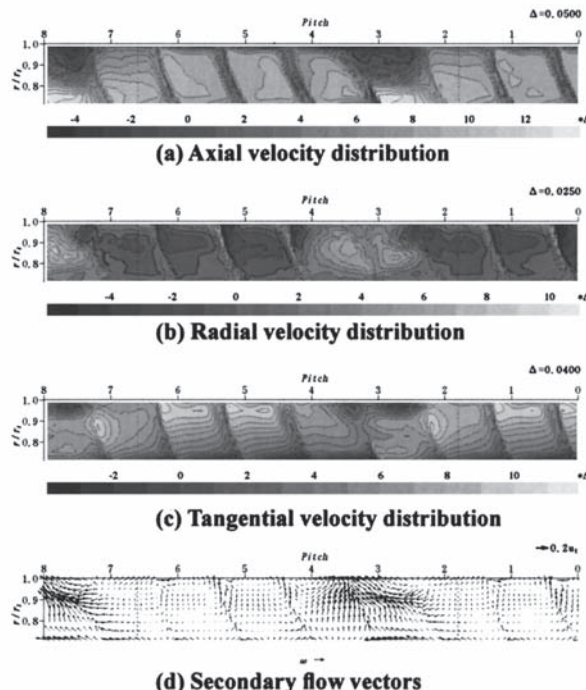 Δ=0.0500
Pitch
8 7 6 5 4 3 2 1 0
r/rt
1.0
0.9
0.8
-4 -2 0 2 4 6 8 10 12 *Δ
(a) Axial velocity distribution
Δ=0.0250
Pitch
8 7 6 5 4 3 2 1 0
r/rt
1.0
0.9
0.8
-4 -2 0 2 4 6 8 10 *Δ
(b) Radial velocity distribution
Δ=0.0400
Pitch
8 7 6 5 4 3 2 1 0
r/rt
1.0
0.9
0.8
-2 0 2 4 6 8 10 *Δ
(c) Tangential velocity distribution
→0.2ut
Pitch
8 7 6 5 4 3 2 1 0
r/rt
1.0
0.9
0.8
ω →
(d) Secondary flow vectors